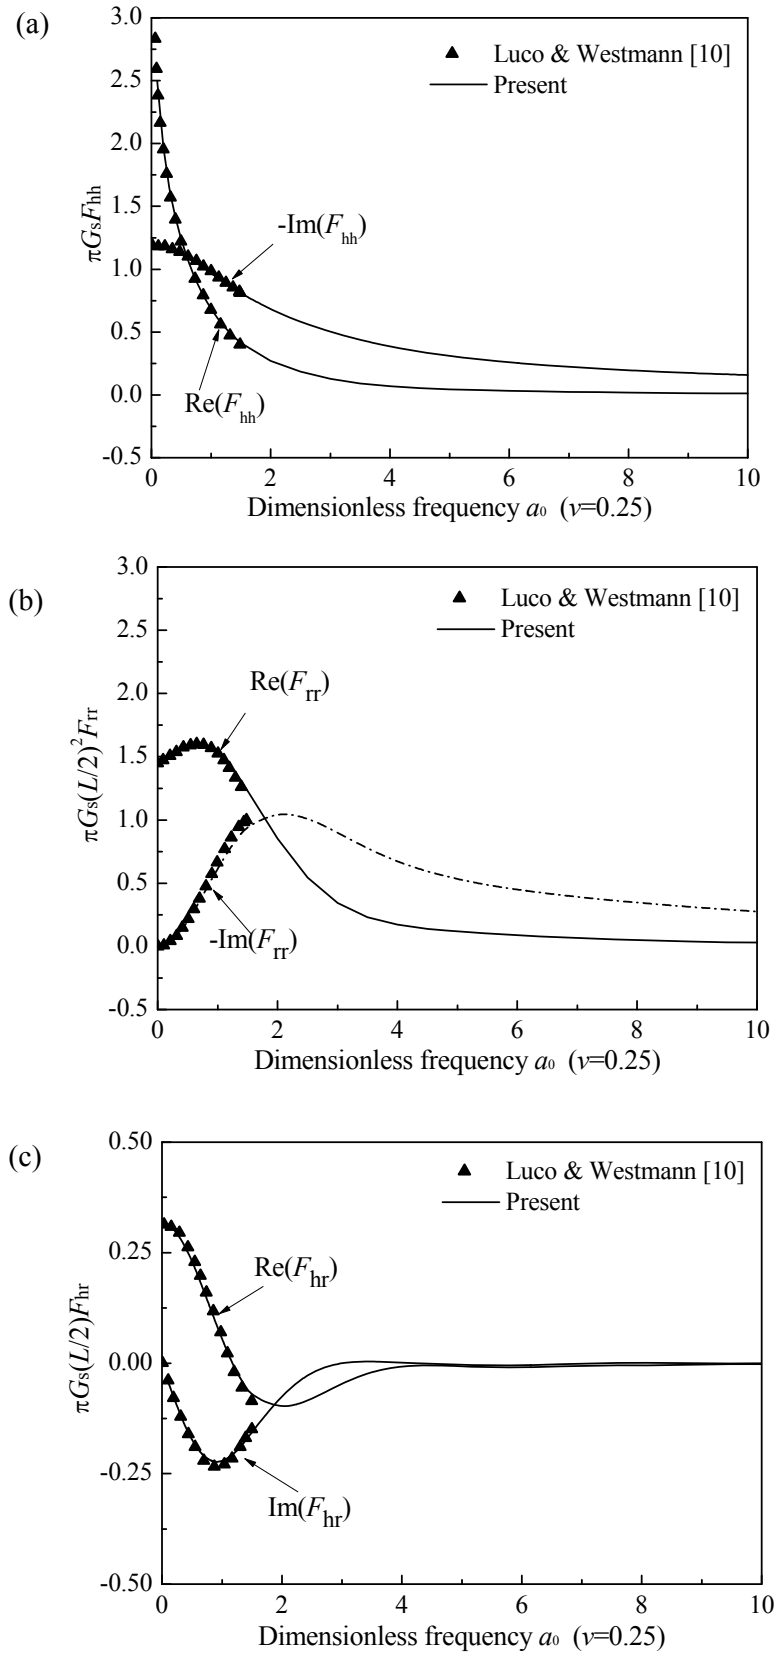 (a)
3.0
2.5
2.0
1.5
1.0
0.5
0.0
-0.5
πGsFhh
Luco & Westmann [10]
Present
-Im(Fhh)
Re(Fhh)
0 2 4 6 8 10
Dimensionless frequency a0 (v=0.25)
(b)
3.0
2.5
2.0
1.5
1.0
0.5
0.0
-0.5
πGs(L/2)²Frr
Luco & Westmann [10]
Present
Re(Frr)
-Im(Frr)
0 2 4 6 8 10
Dimensionless frequency a0 (v=0.25)
(c)
0.50
0.25
0.00
-0.25
-0.50
πGs(L/2)Fhr
Luco & Westmann [10]
Present
Re(Fhr)
Im(Fhr)
0 2 4 6 8 10
Dimensionless frequency a0 (v=0.25)